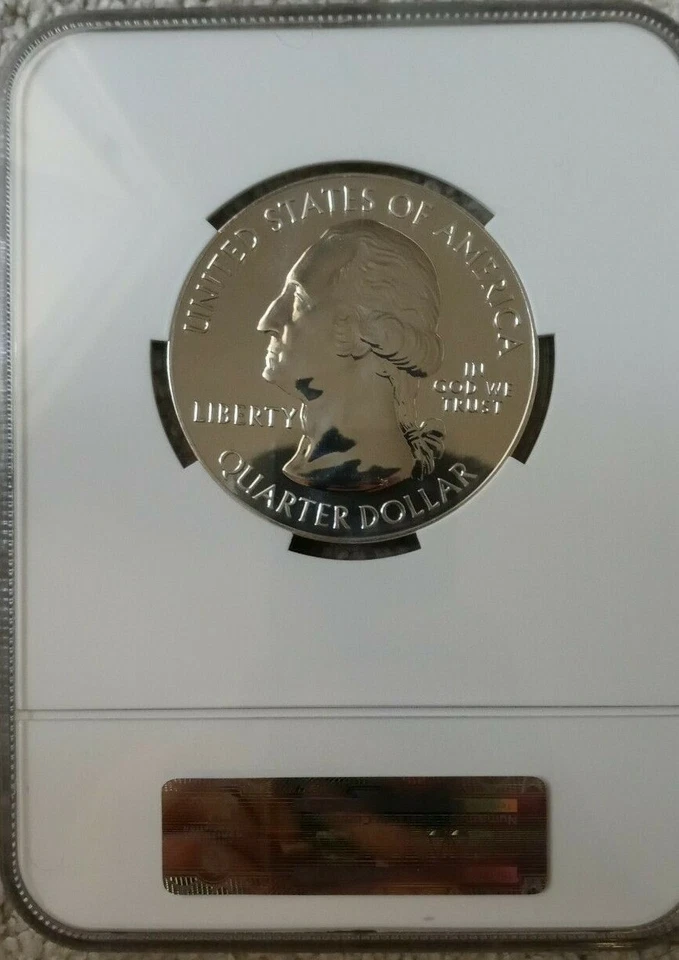 UNITED STATES OF AMERICA
LIBERTY
IN
GOD WE
TRUST
QUARTER DOLLAR